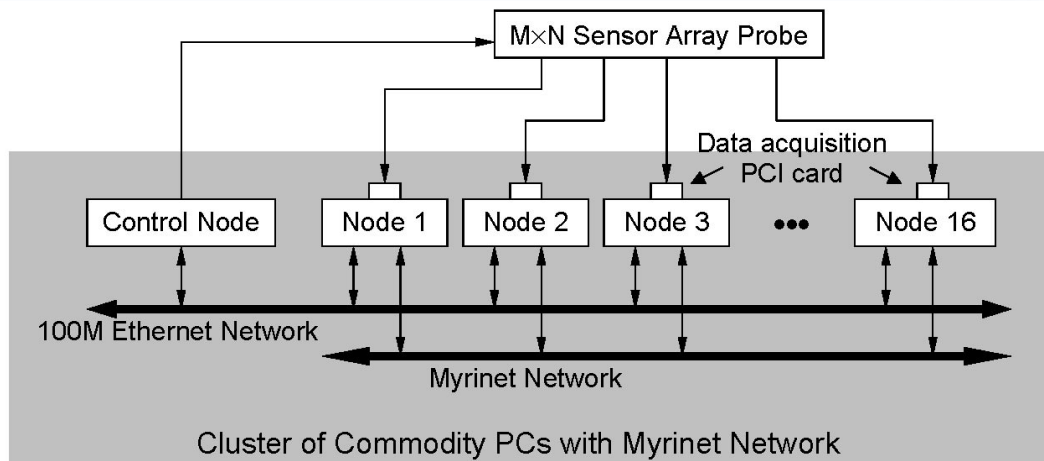 M×N Sensor Array Probe
Data acquisition
PCI card
Control Node
Node 1
Node 2
Node 3
•••
Node 16
100M Ethernet Network
Myrinet Network
Cluster of Commodity PCs with Myrinet Network